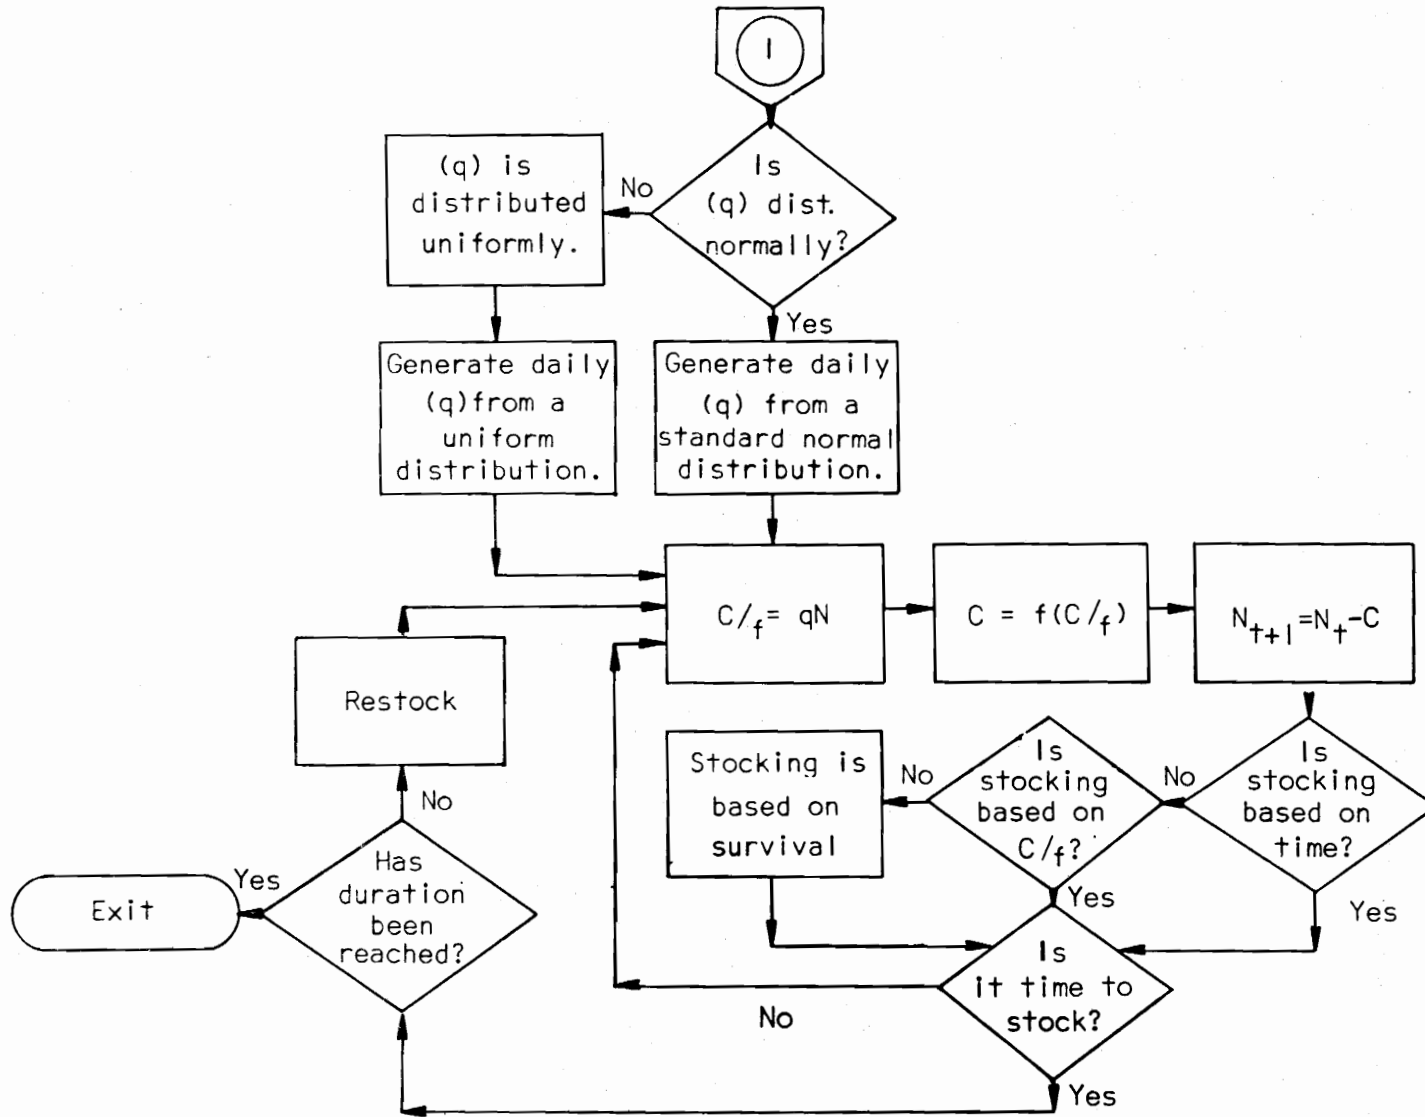 I
Is
(q) dist.
normally?
No
(q) is
distributed
uniformly.
Yes
Generate daily
(q) from a
uniform
distribution.
Generate daily
(q) from a
standard normal
distribution.
C/f = qN
C = f(C/f)
Nt+1=Nt-C
Is
stocking
based on
time?
No
Is
stocking
based on
C/f?
No
Stocking is
based on
survival
Yes
Yes
Is
it time to
stock?
No
Yes
Restock
No
Has
duration
been
reached?
Yes
Exit